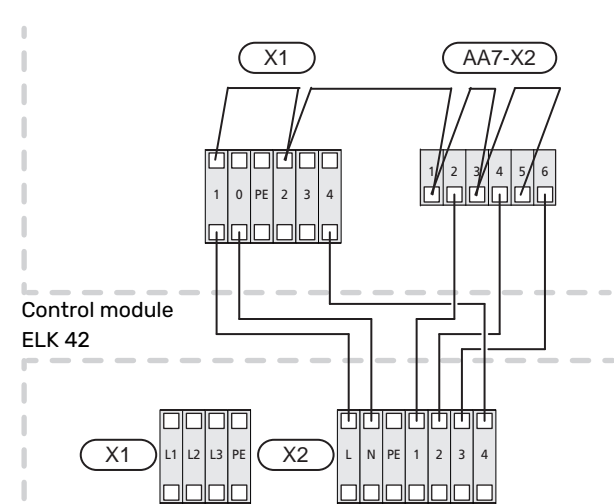 X1 AA7-X2
1 0 PE 2 3 4
1 2 3 4 5 6
Control module
ELK 42
X1 L1 L2 L3 PE X2 L N PE 1 2 3 4